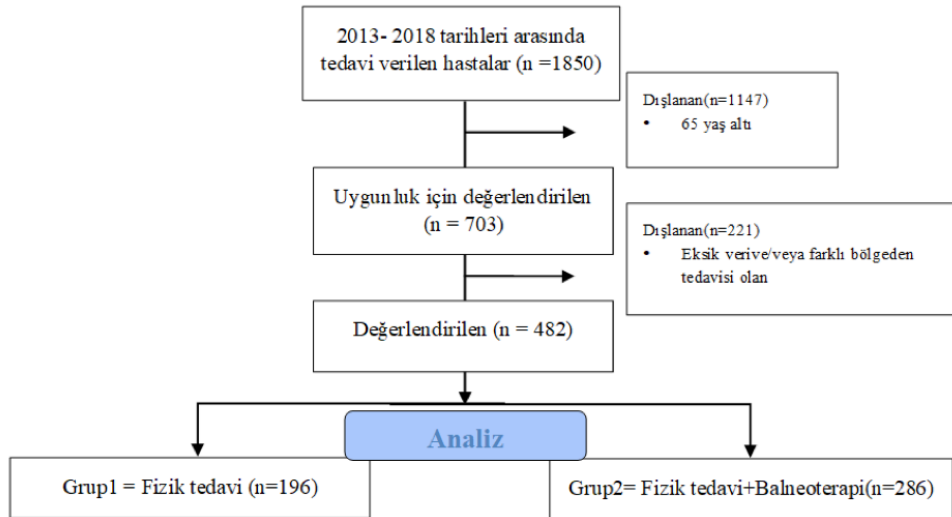 2013- 2018 tarihleri arasında
tedavi verilen hastalar (n =1850)
Dışlanan(n=1147)
• 65 yaş altı
Uygunluk için değerlendirilen
(n = 703)
Dışlanan(n=221)
• Eksik verive/veya farklı bölgeden
tedavisi olan
Değerlendirilen (n = 482)
Analiz
Grup1 = Fizik tedavi (n=196)
Grup2= Fizik tedavi+Balneoterapi(n=286)